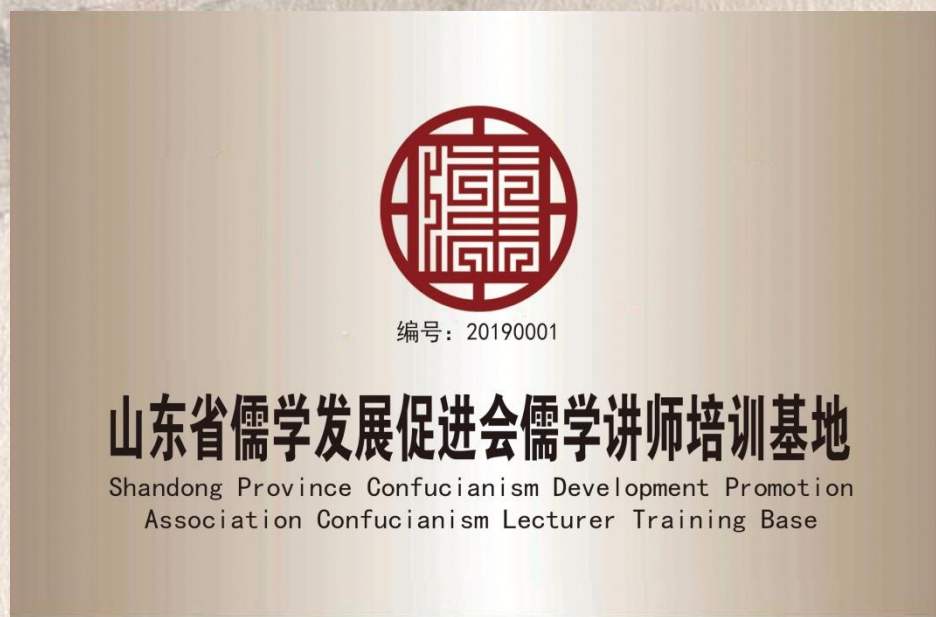 编号：20190001
山东省儒学发展促进会儒学讲师培训基地
Shandong Province Confucianism Development Promotion
Association Confucianism Lecturer Training Base